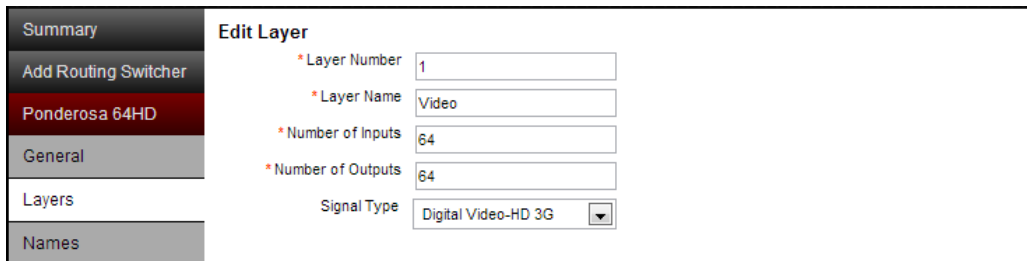 Summary
Add Routing Switcher
Ponderosa 64HD
General
Layers
Names
Edit Layer
* Layer Number 1
* Layer Name Video
* Number of Inputs 64
* Number of Outputs 64
Signal Type Digital Video-HD 3G